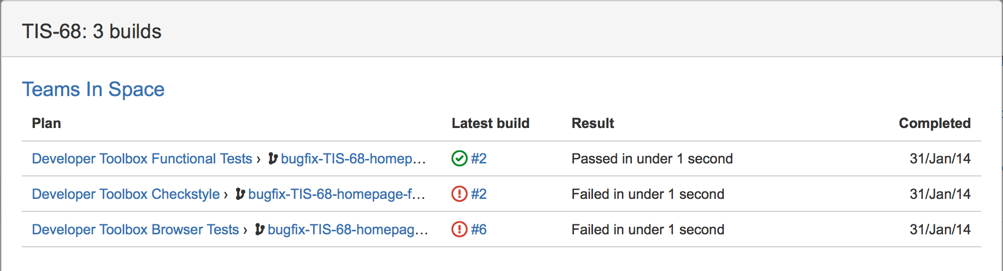 TIS-68: 3 builds
Teams In Space
Plan Latest build Result Completed
Developer Toolbox Functional Tests › bugfix-TIS-68-homep... #2 Passed in under 1 second 31/Jan/14
Developer Toolbox Checkstyle › bugfix-TIS-68-homepage-f... #2 Failed in under 1 second 31/Jan/14
Developer Toolbox Browser Tests › bugfix-TIS-68-homepag... #6 Failed in under 1 second 31/Jan/14